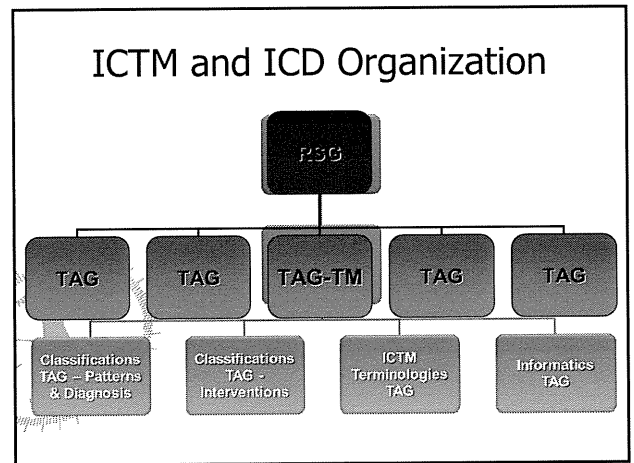 ICTM and ICD Organization
RSG
TAG
TAG
TAG-TM
TAG
TAG
Classifications
TAG – Patterns
& Diagnosis
Classifications
TAG -
Interventions
ICTM
Terminologies
TAG
Informatics
TAG